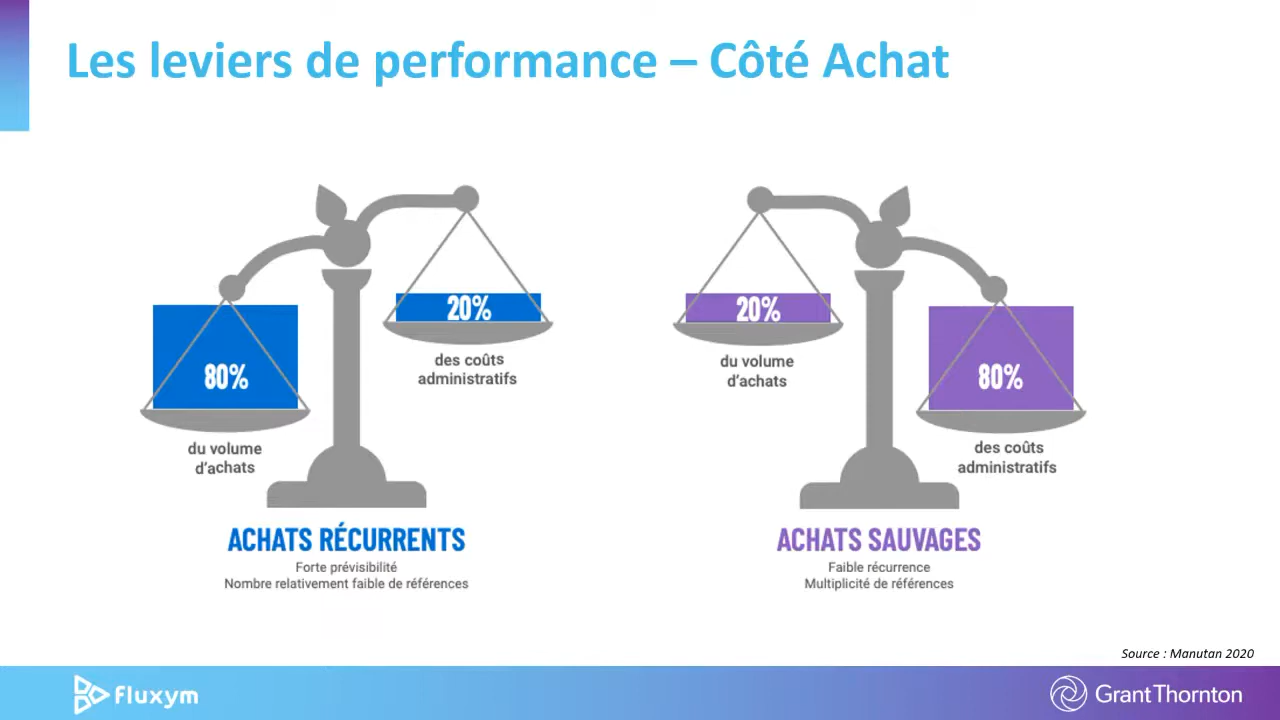 Les leviers de performance – Côté Achat
80%
du volume
d'achats
20%
des coûts
administratifs
ACHATS RÉCURRENTS
Forte prévisibilité
Nombre relativement faible de références
20%
du volume
d'achats
80%
des coûts
administratifs
ACHATS SAUVAGES
Faible récurrence
Multiplicité de références
Source : Manutan 2020
fluxym
Grant Thornton